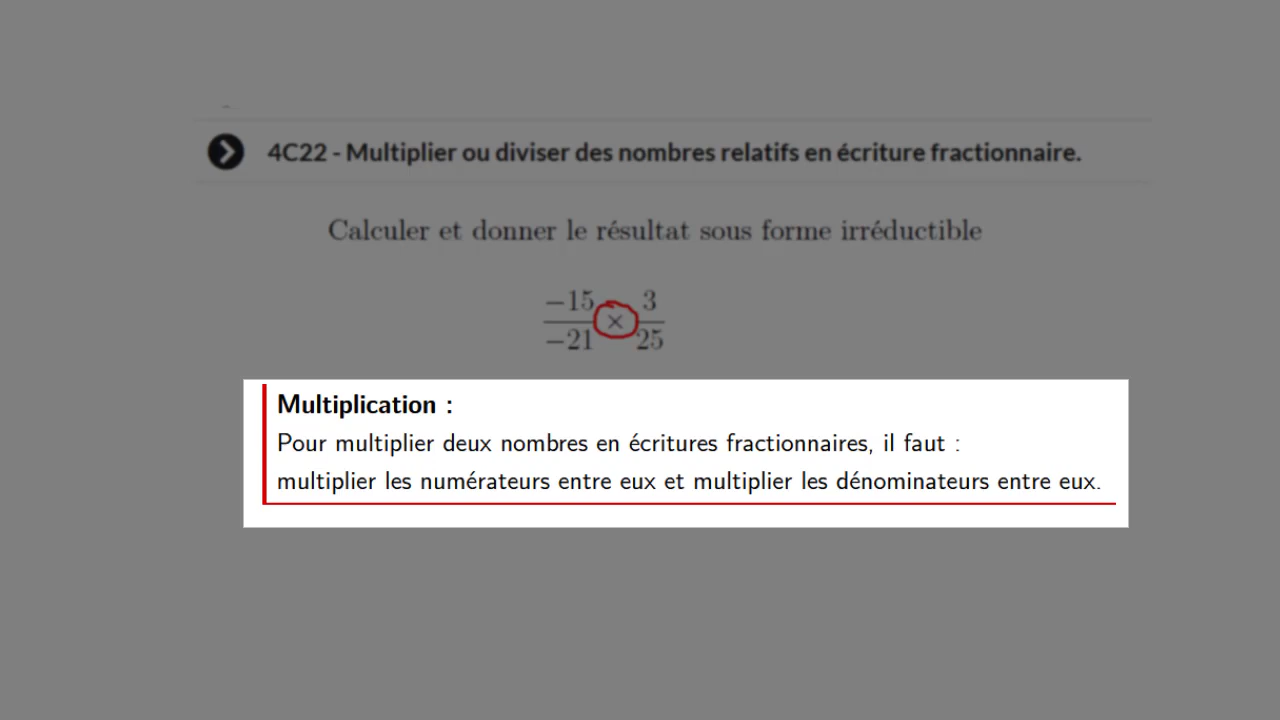 4C22 - Multiplier ou diviser des nombres relatifs en écriture fractionnaire.
Calculer et donner le résultat sous forme irréductible
−15 3
×
−21 25
Multiplication :
Pour multiplier deux nombres en écritures fractionnaires, il faut :
multiplier les numérateurs entre eux et multiplier les dénominateurs entre eux.